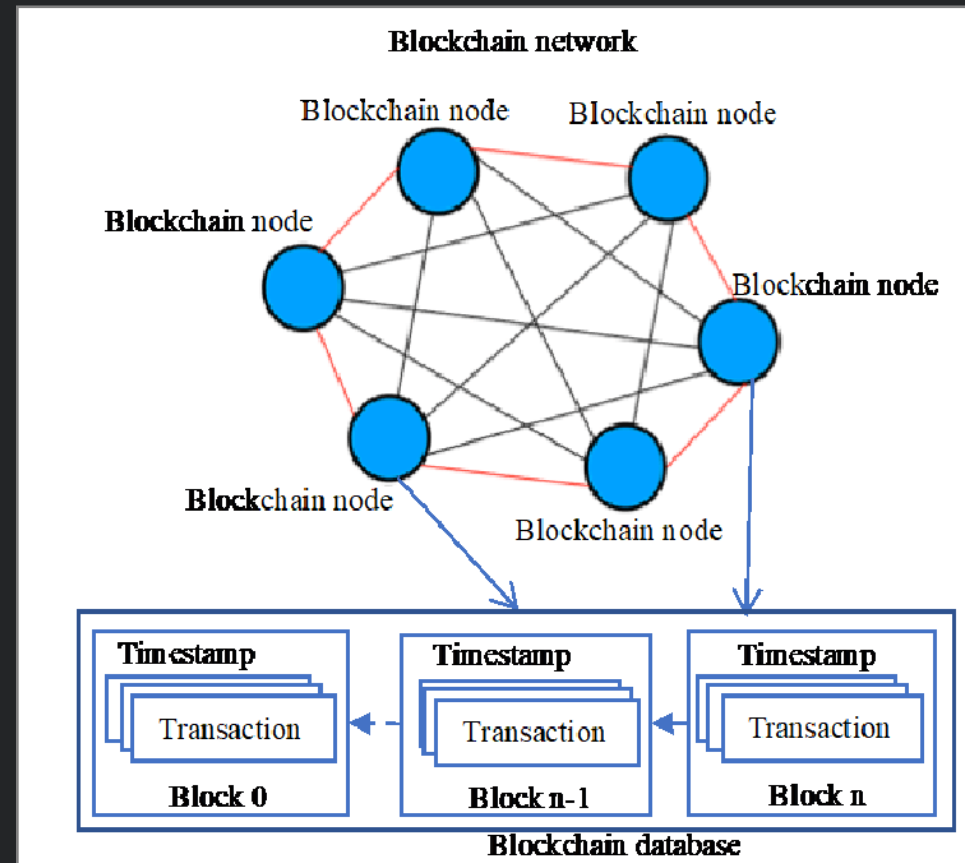 Blockchain network
Blockchain node
Blockchain node
Blockchain node
Blockchain node
Blockchain node
Blockchain node
Timestamp
Timestamp
Timestamp
Transaction
Transaction
Transaction
Block 0
Block n-1
Block n
Blockchain database